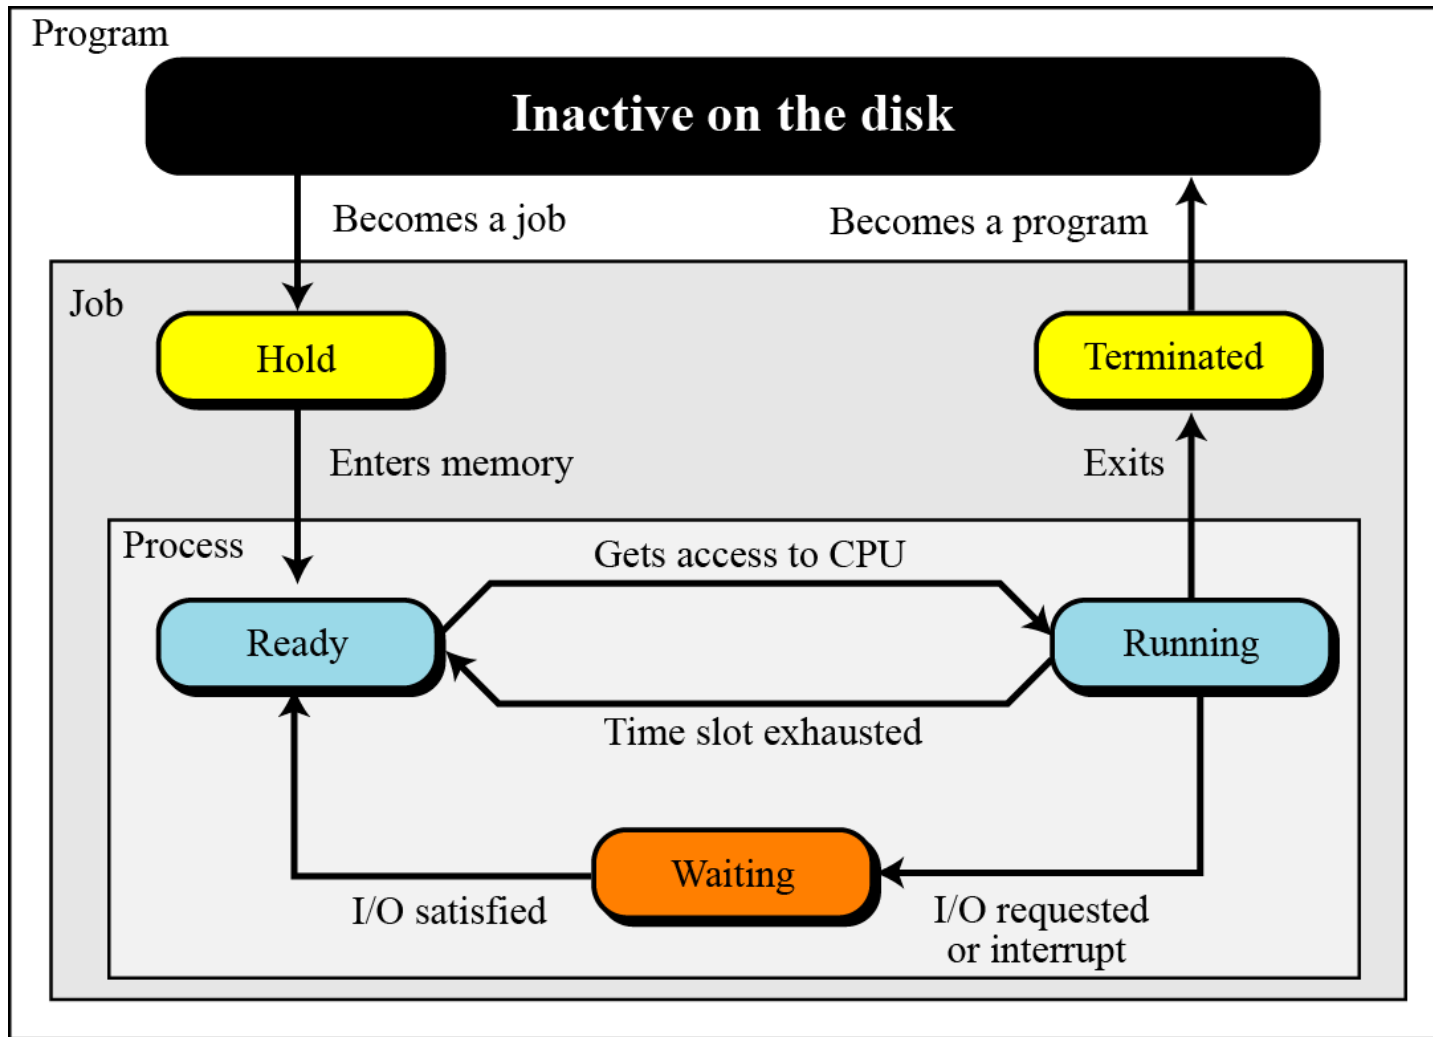 Program
Inactive on the disk
Becomes a job
Becomes a program
Job
Hold
Terminated
Enters memory
Exits
Process
Gets access to CPU
Ready
Running
Time slot exhausted
Waiting
I/O satisfied
I/O requested
or interrupt